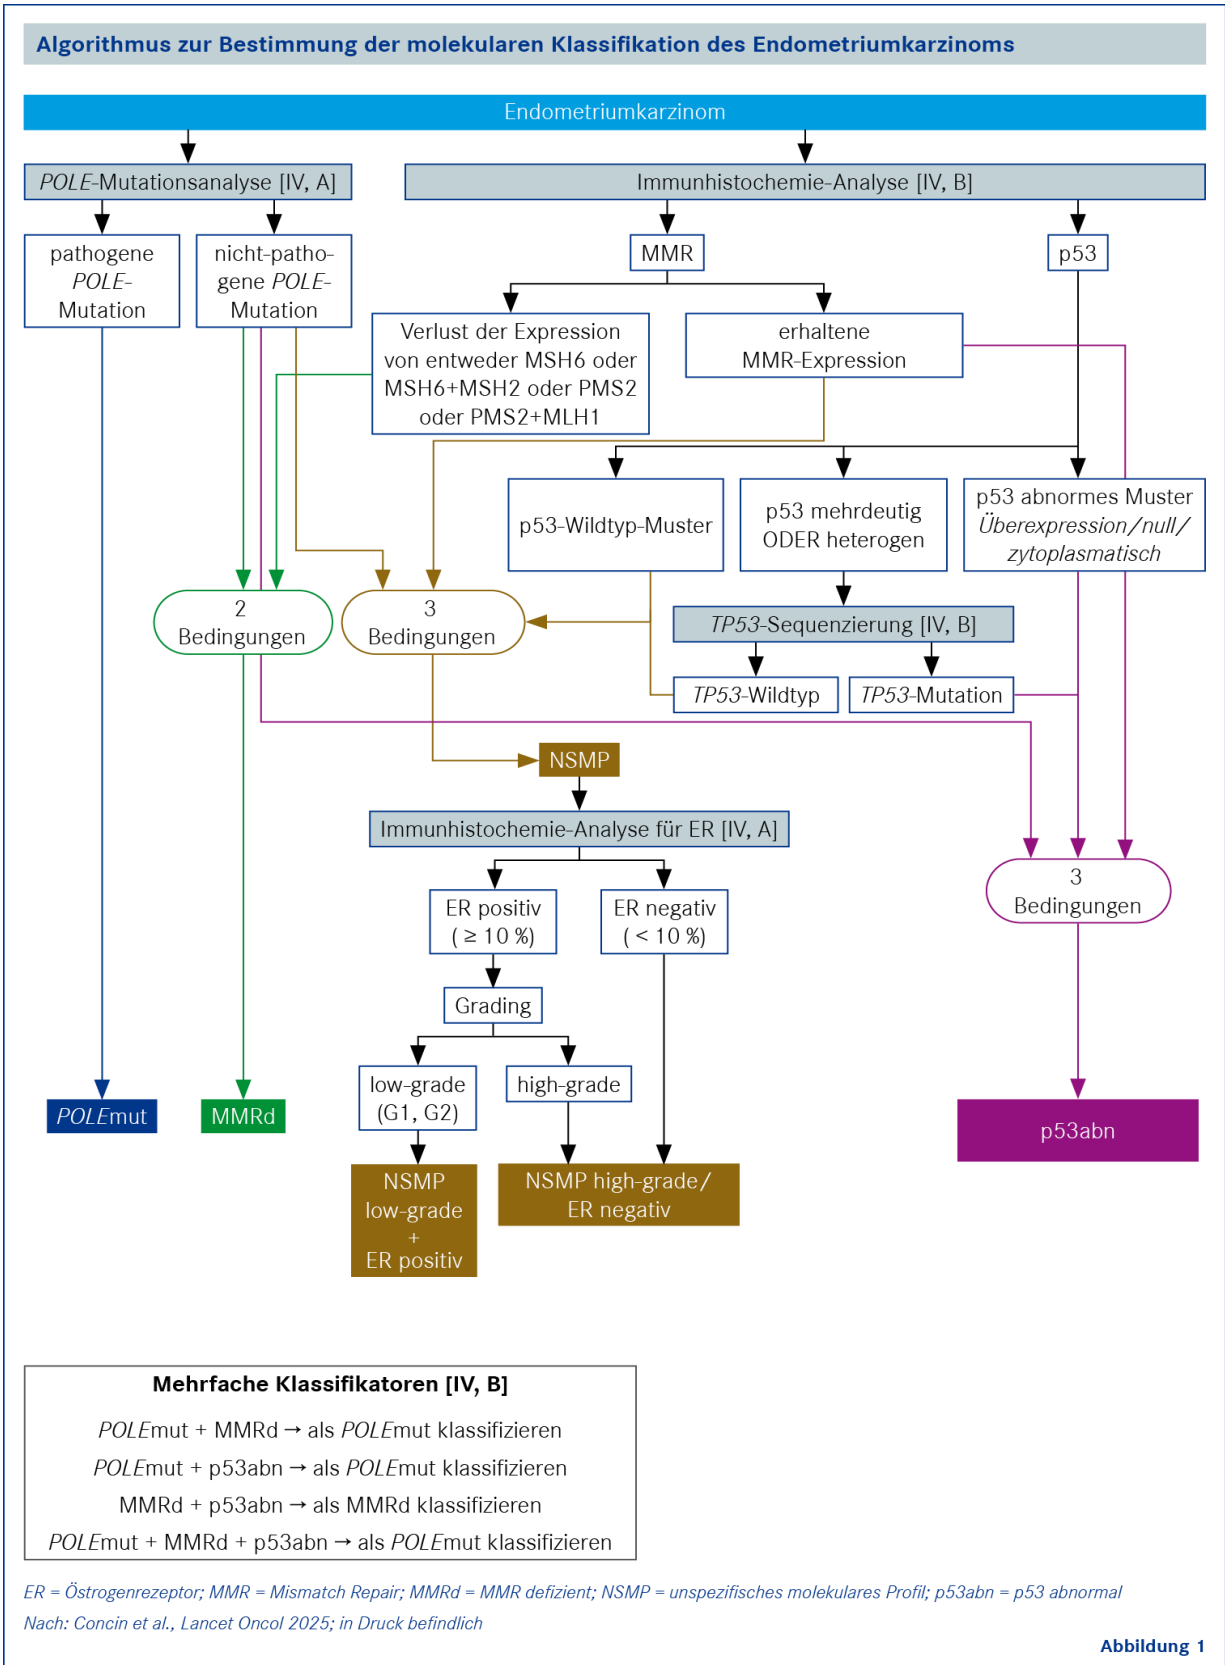 Algorithmus zur Bestimmung der molekularen Klassifikation des Endometriumkarzinoms
Endometriumkarzinom
POLE-Mutationsanalyse [IV, A]
Immunhistochemie-Analyse [IV, B]
pathogene
POLE-
Mutation
nicht-patho-
gene POLE-
Mutation
MMR
p53
Verlust der Expression
von entweder MSH6 oder
MSH6+MSH2 oder PMS2
oder PMS2+MLH1
erhaltene
MMR-Expression
p53-Wildtyp-Muster
p53 mehrdeutig
ODER heterogen
p53 abnormes Muster
Überexpression/null/
zytoplasmatisch
2
Bedingungen
3
Bedingungen
TP53-Sequenzierung [IV, B]
TP53-Wildtyp
TP53-Mutation
NSMP
Immunhistochemie-Analyse für ER [IV, A]
ER positiv
( ≥ 10 %)
ER negativ
( < 10 %)
3
Bedingungen
Grading
low-grade
(G1, G2)
high-grade
POLEmut
MMRd
p53abn
NSMP
low-grade
+
ER positiv
NSMP high-grade/
ER negativ
Mehrfache Klassifikatoren [IV, B]
POLEmut + MMRd → als POLEmut klassifizieren
POLEmut + p53abn → als POLEmut klassifizieren
MMRd + p53abn → als MMRd klassifizieren
POLEmut + MMRd + p53abn → als POLEmut klassifizieren
ER = Östrogenrezeptor; MMR = Mismatch Repair; MMRd = MMR defizient; NSMP = unspezifisches molekulares Profil; p53abn = p53 abnormal
Nach: Concin et al., Lancet Oncol 2025; in Druck befindlich
Abbildung 1